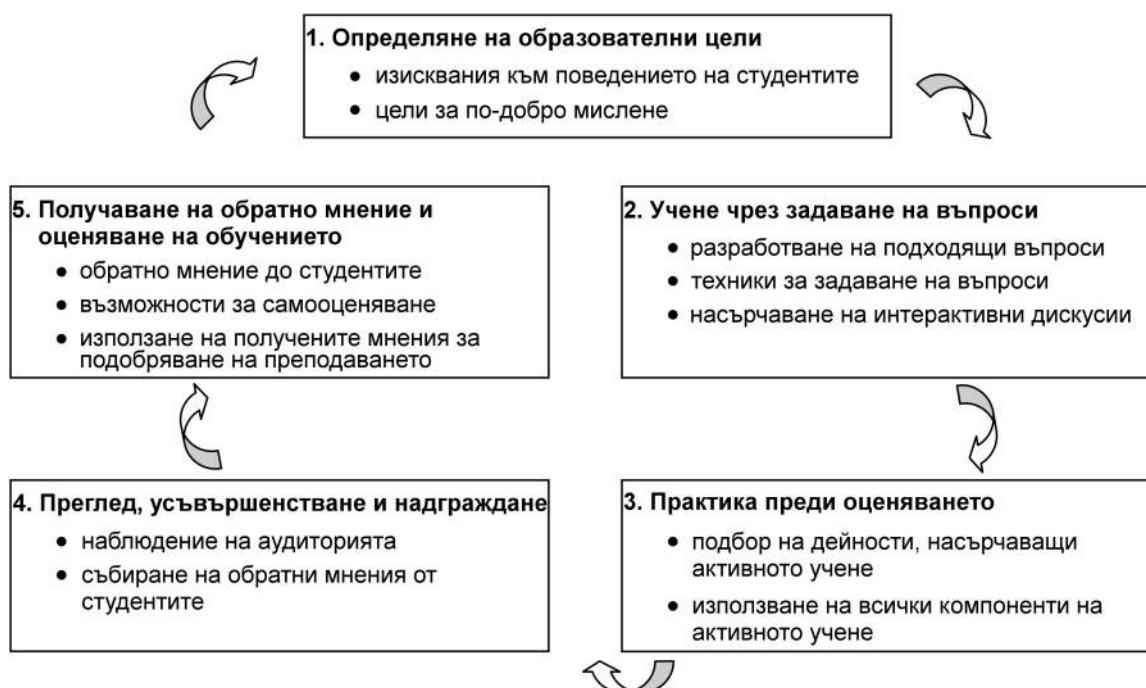 1. Определяне на образователни цели
• изисквания към поведението на студентите
• цели за по-добро мислене
2. Учене чрез задаване на въпроси
• разработване на подходящи въпроси
• техники за задаване на въпроси
• насърчаване на интерактивни дискусии
3. Практика преди оценяването
• подбор на дейности, насърчаващи
активното учене
• използване на всички компоненти на
активното учене
4. Преглед, усъвършенстване и надграждане
• наблюдение на аудиторията
• събиране на обратни мнения от
студентите
5. Получаване на обратно мнение и
оценяване на обучението
• обратно мнение до студентите
• възможности за самооценяване
• използане на получените мнения за
подобряване на преподаването